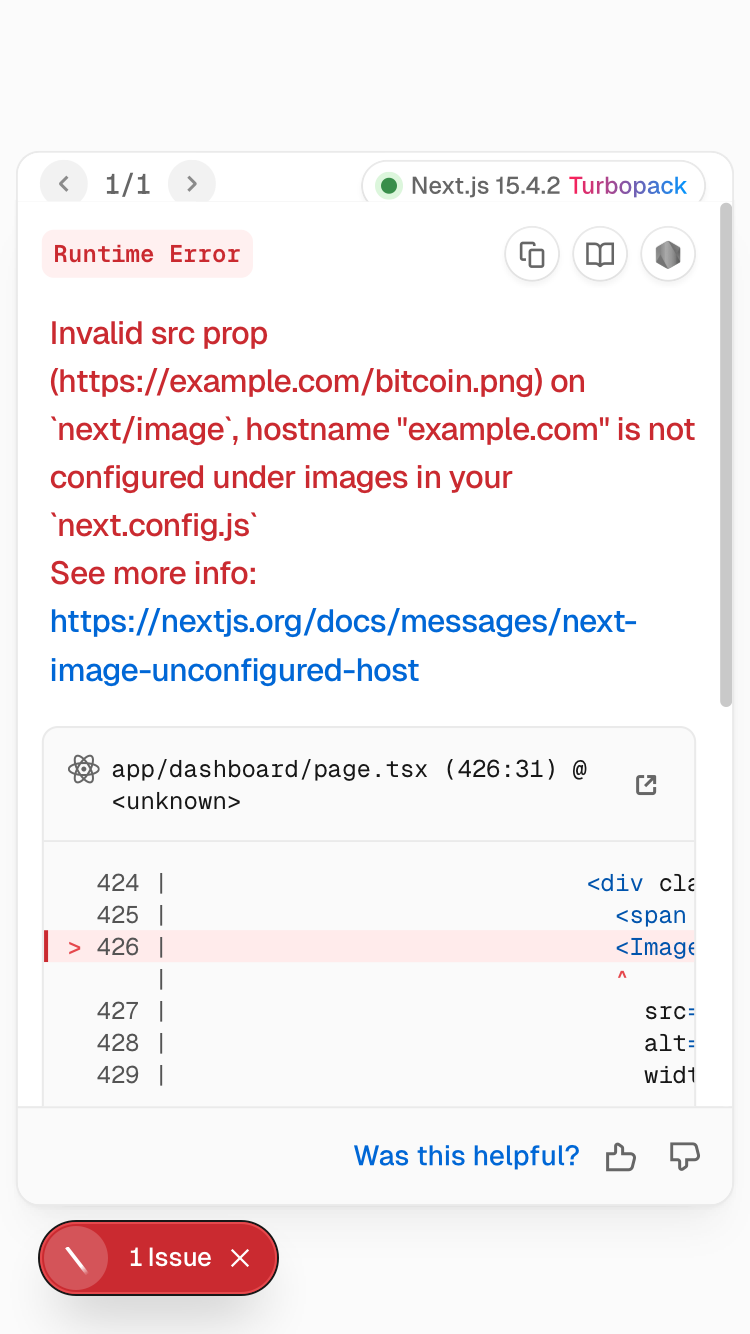 1/1
Next.js 15.4.2 Turbopack
Runtime Error
Invalid src prop
(https://example.com/bitcoin.png) on
`next/image`, hostname "example.com" is not
configured under images in your
`next.config.js`
See more info:
https://nextjs.org/docs/messages/next-
image-unconfigured-host
app/dashboard/page.tsx (426:31) @
<unknown>
424 | <div cla
425 | <span
> 426 | <Image
| ^
427 | src=
428 | alt=
429 | widt
Was this helpful?
1 Issue